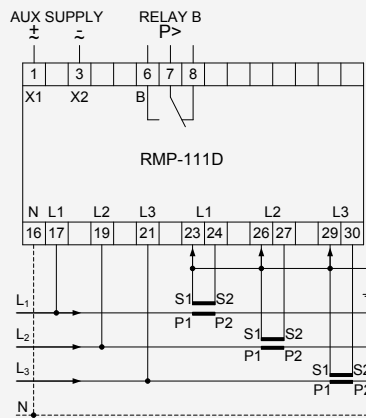 AUX SUPPLY RELAY B
± - P>
~ ~
1 3 6 7 8
X1 X2 B
RMP-111D
N L1 L2 L3 L1 L2 L3
16 17 19 21 23 24 26 27 29 30
L₁ S1 S2
P1 P2
L₂ S1 S2
P1 P2
L₃ S1 S2
P1 P2
N